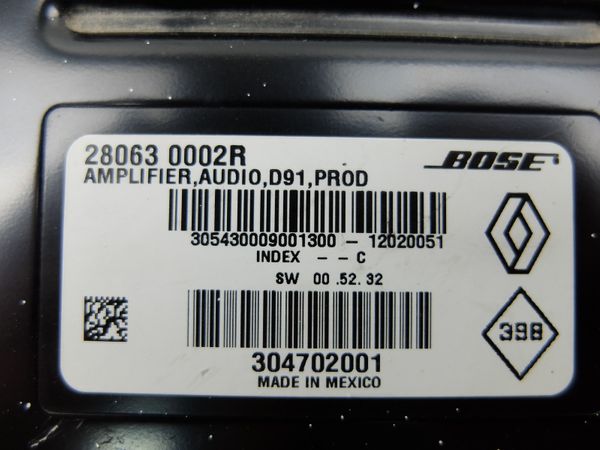 28063 0002R
BOSE
AMPLIFIER,AUDIO,D91,PROD
305430009001300 - 12020051
INDEX - - C
SW 00 .52. 32
398
304702001
MADE IN MEXICO